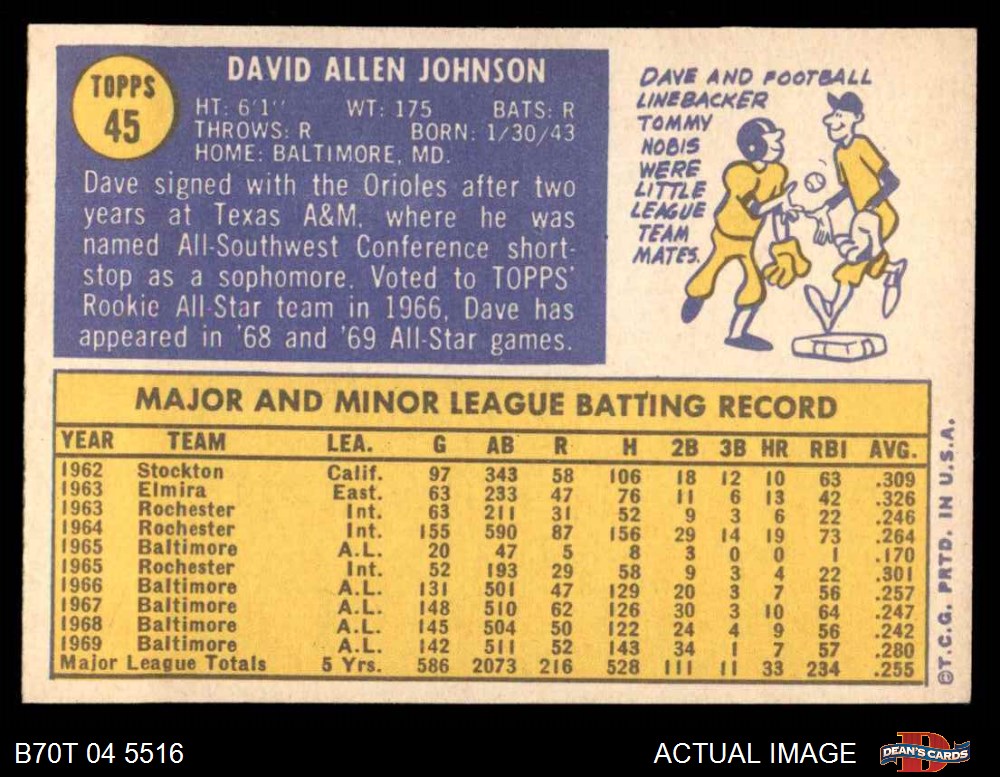 TOPPS
45
DAVID ALLEN JOHNSON
HT: 6'1" WT: 175 BATS: R
THROWS: R BORN: 1/30/43
HOME: BALTIMORE, MD.
Dave signed with the Orioles after two
years at Texas A&M, where he was
named All-Southwest Conference short-
stop as a sophomore. Voted to TOPPS'
Rookie All-Star team in 1966, Dave has
appeared in '68 and '69 All-Star games.
DAVE AND FOOTBALL
LINEBACKER
TOMMY
NOBIS
WERE
LITTLE
LEAGUE
TEAM
MATES.
MAJOR AND MINOR LEAGUE BATTING RECORD
YEAR TEAM LEA. G AB R H 2B 3B HR RBI AVG.
1962 Stockton Calif. 97 343 58 106 18 12 10 63 .309
1963 Elmira East. 63 233 47 76 11 6 13 42 .326
1963 Rochester Int. 63 211 31 52 9 3 6 22 .246
1964 Rochester Int. 155 590 87 156 29 14 19 73 .264
1965 Baltimore A.L. 20 47 5 8 3 0 0 1 .170
1965 Rochester Int. 52 193 29 58 9 3 4 22 .301
1966 Baltimore A.L. 131 501 47 129 20 3 7 56 .257
1967 Baltimore A.L. 148 510 62 126 30 3 10 64 .247
1968 Baltimore A.L. 145 504 50 122 24 4 9 56 .242
1969 Baltimore A.L. 142 511 52 143 34 1 7 57 .280
Major League Totals 5 Yrs. 586 2073 216 528 111 11 33 234 .255
©T.C.G. PRTD. IN U.S.A.
B70T 04 5516
ACTUAL IMAGE
DEAN'S CARDS